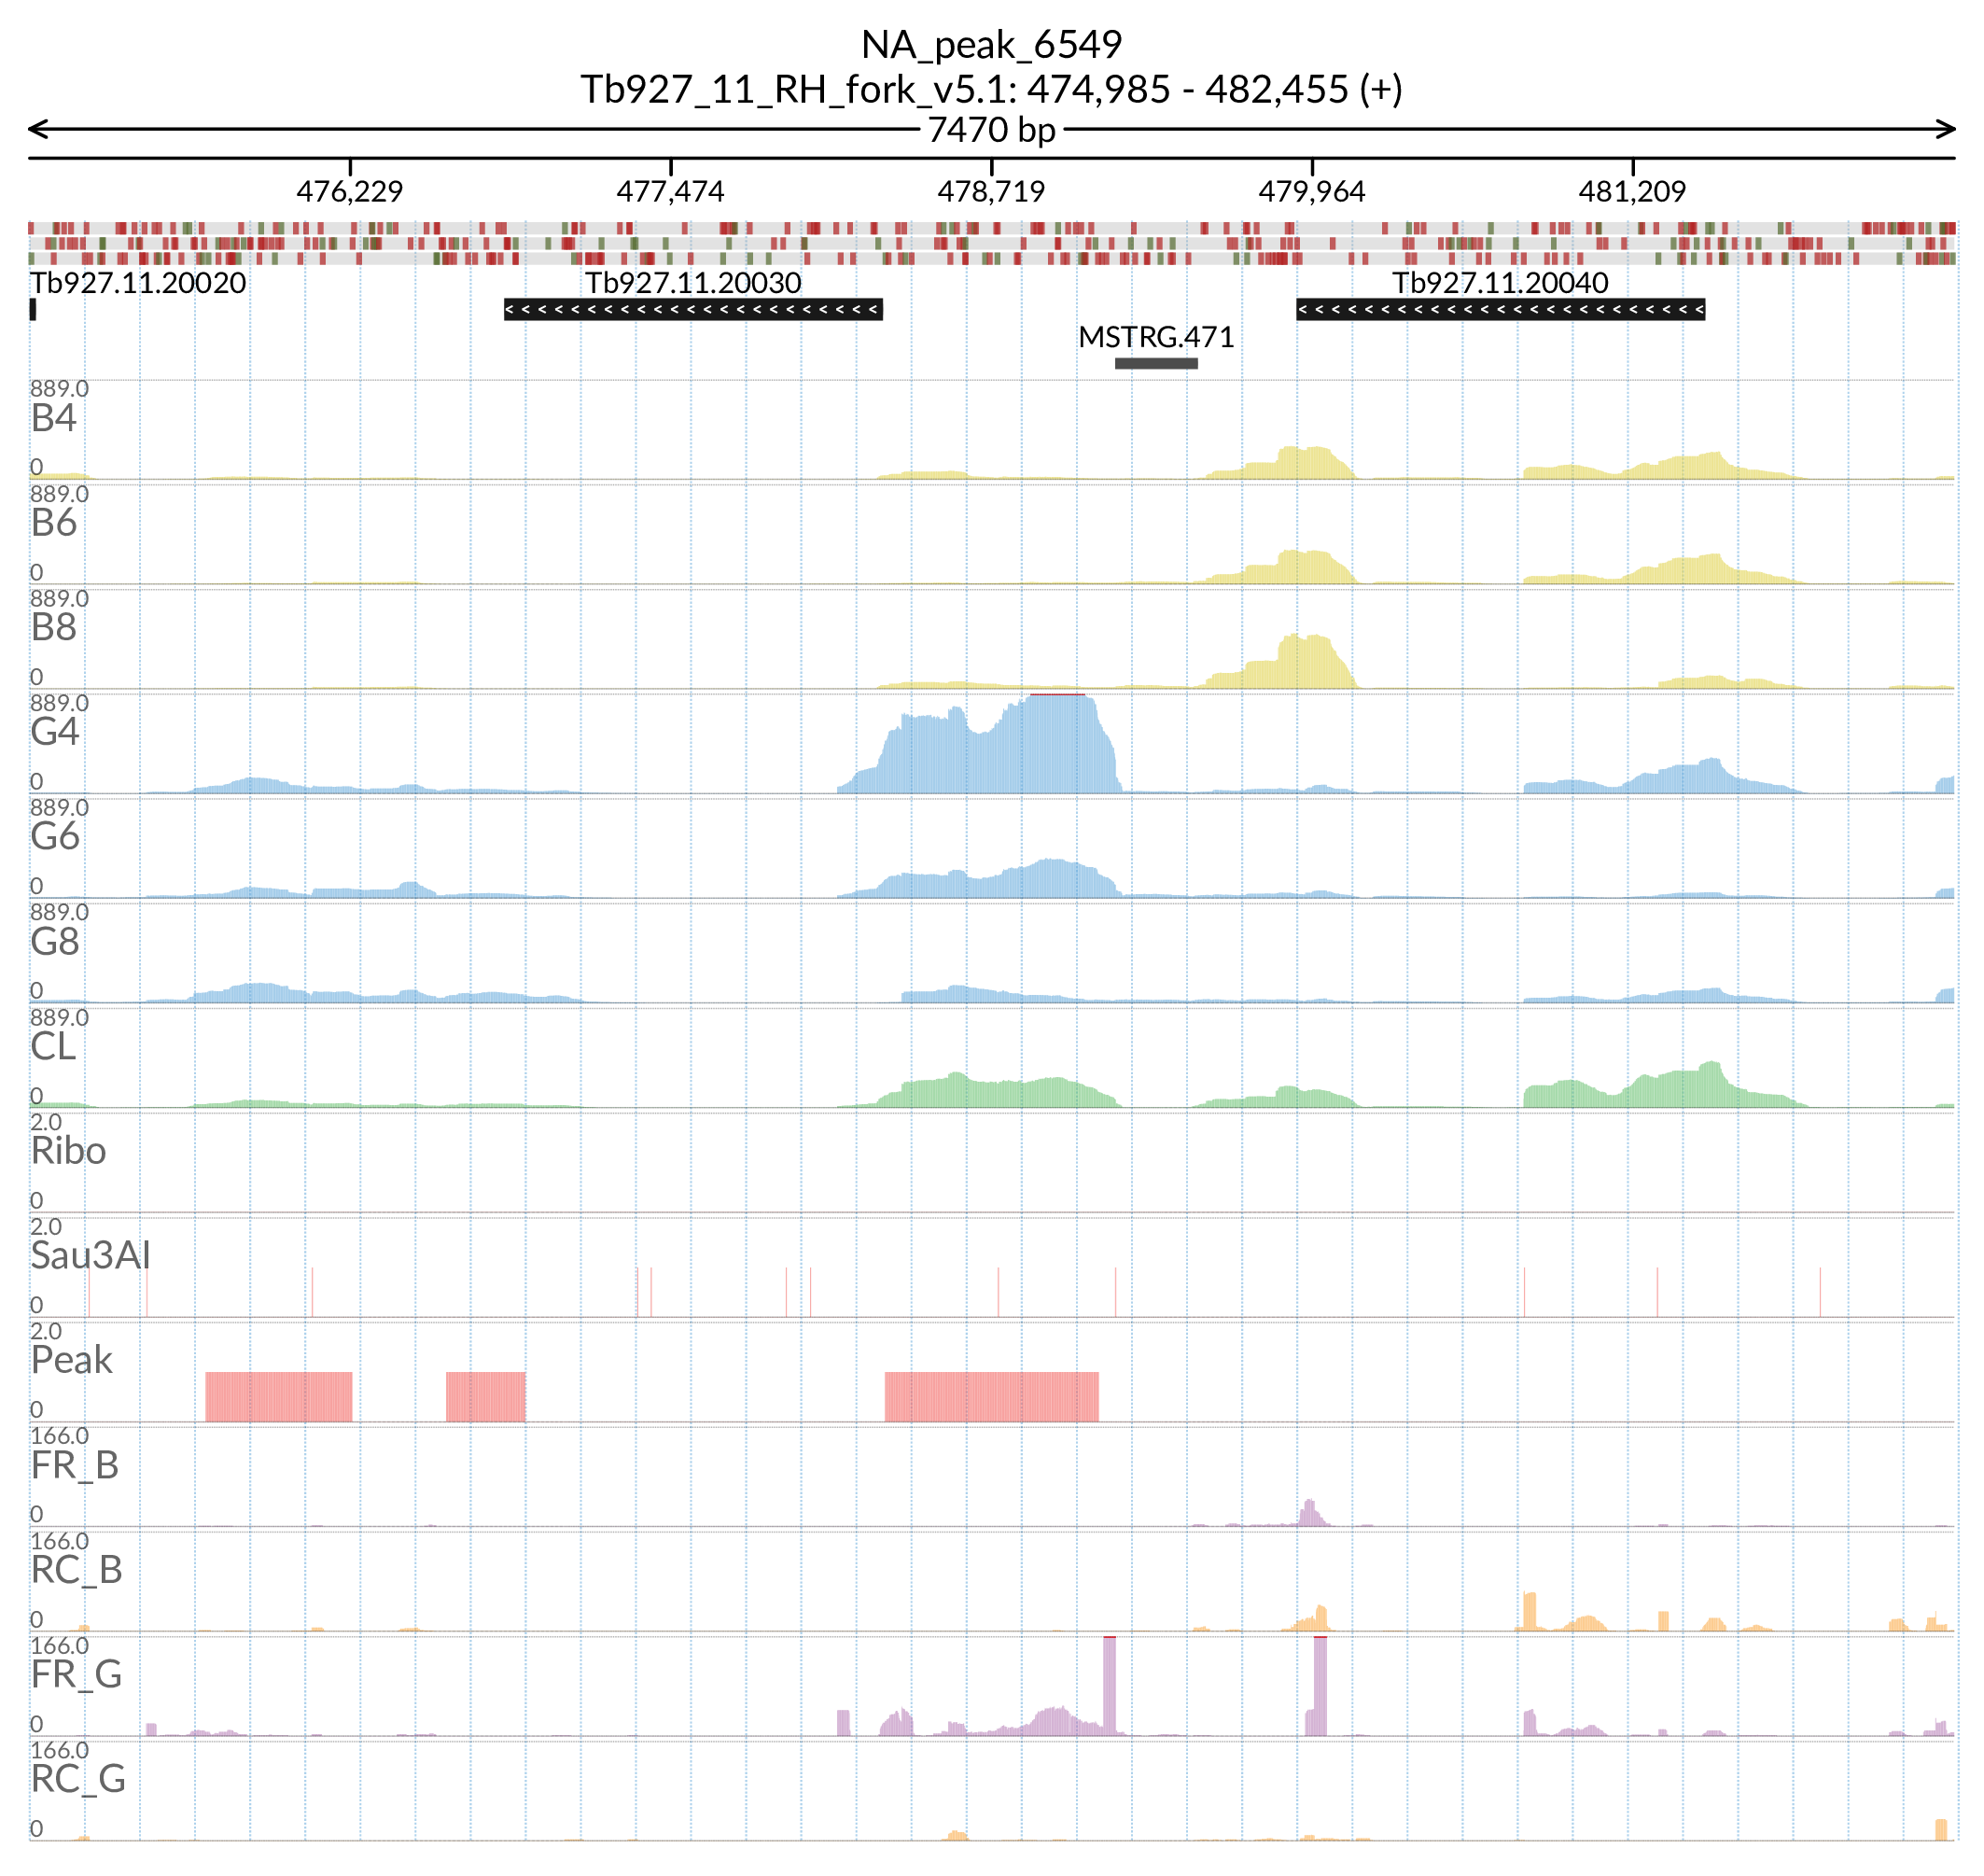 NA_peak_6549
Tb927_11_RH_fork_v5.1: 474,985 - 482,455 (+)
7470 bp
476,229 477,474 478,719 479,964 481,209
Tb927.11.20020 Tb927.11.20030 Tb927.11.20040
MSTRG.471
889.0
B4
0
889.0
B6
0
889.0
B8
0
889.0
G4
0
889.0
G6
0
889.0
G8
0
889.0
CL
0
2.0
Ribo
0
2.0
Sau3AI
0
2.0
Peak
0
166.0
FR_B
0
166.0
RC_B
0
166.0
FR_G
0
166.0
RC_G
0